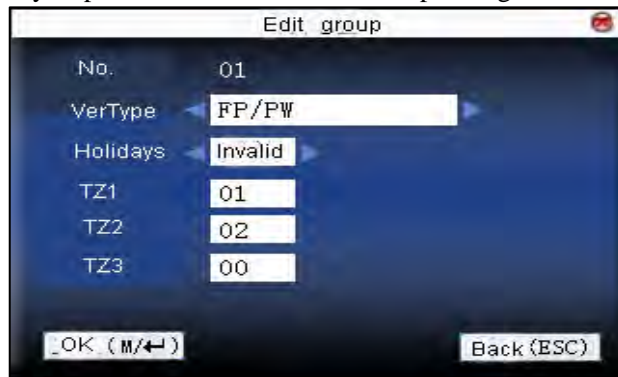 Edit group
No. 01
VerType FP/PW
Holidays Invalid
TZ1 01
TZ2 02
TZ3 00
OK (M/↵) Back (ESC)